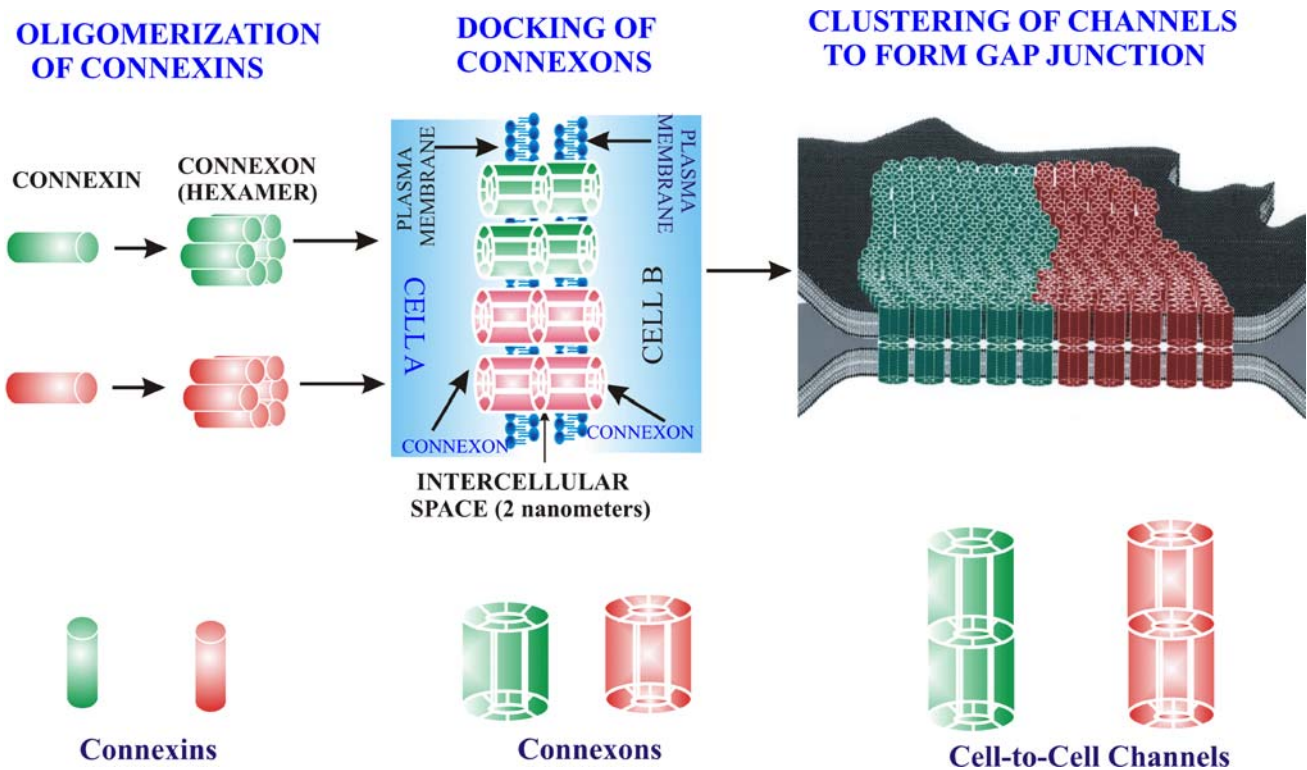 OLIGOMERIZATION
OF CONNEXINS
DOCKING OF
CONNEXONS
CLUSTERING OF CHANNELS
TO FORM GAP JUNCTION
CONNEXIN
CONNEXON
(HEXAMER)
PLASMA
MEMBRANE
PLASMA
MEMBRANE
CELL A
CELL B
CONNEXON
CONNEXON
INTERCELLULAR
SPACE (2 nanometers)
Connexins
Connexons
Cell-to-Cell Channels